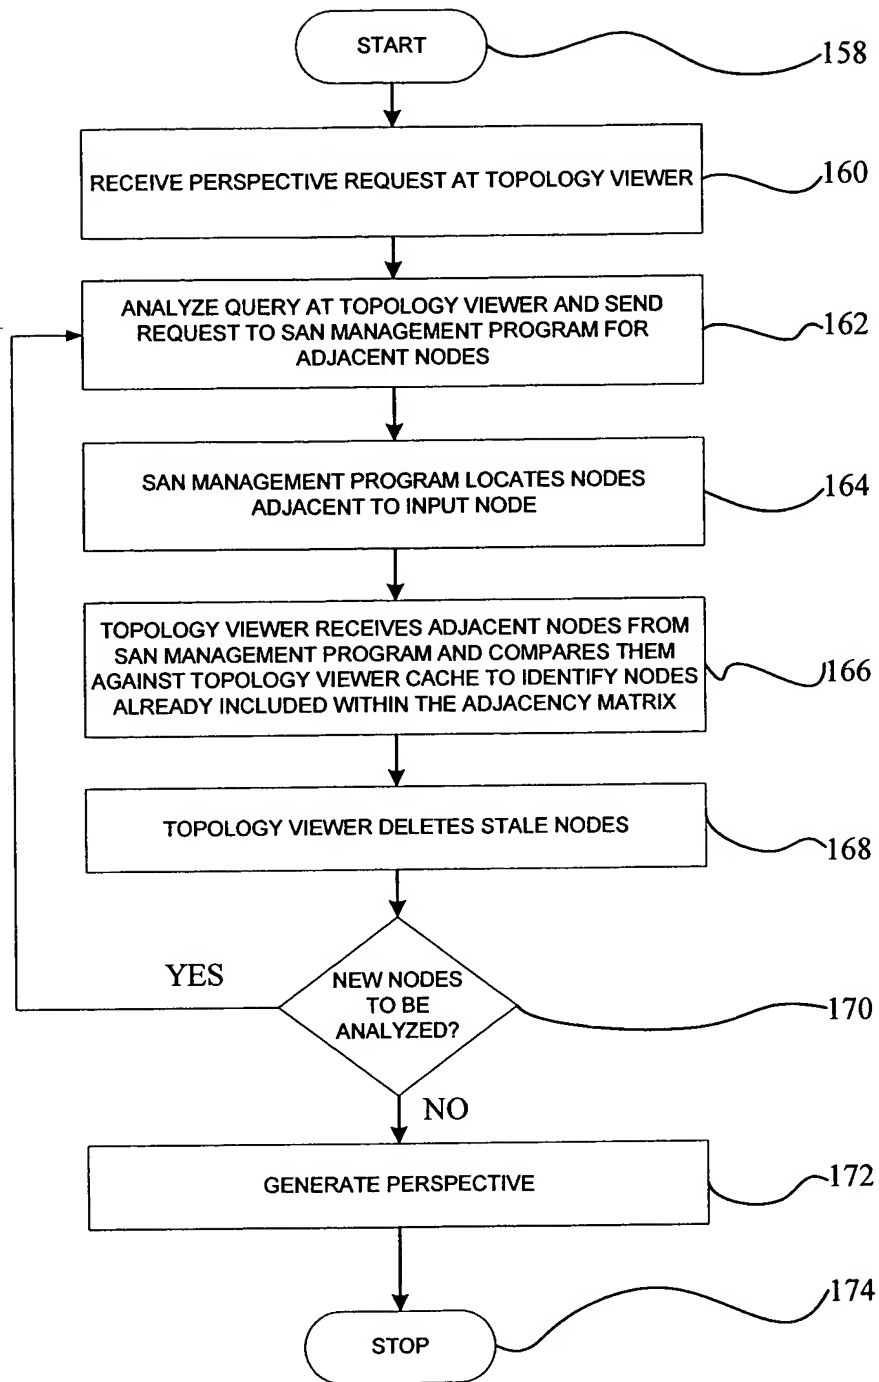 START
158
RECEIVE PERSPECTIVE REQUEST AT TOPOLOGY VIEWER
160
ANALYZE QUERY AT TOPOLOGY VIEWER AND SEND
REQUEST TO SAN MANAGEMENT PROGRAM FOR
ADJACENT NODES
162
SAN MANAGEMENT PROGRAM LOCATES NODES
ADJACENT TO INPUT NODE
164
TOPOLOGY VIEWER RECEIVES ADJACENT NODES FROM
SAN MANAGEMENT PROGRAM AND COMPARES THEM
AGAINST TOPOLOGY VIEWER CACHE TO IDENTIFY NODES
ALREADY INCLUDED WITHIN THE ADJACENCY MATRIX
166
TOPOLOGY VIEWER DELETES STALE NODES
168
YES
NEW NODES
TO BE
ANALYZED?
170
NO
GENERATE PERSPECTIVE
172
174
STOP